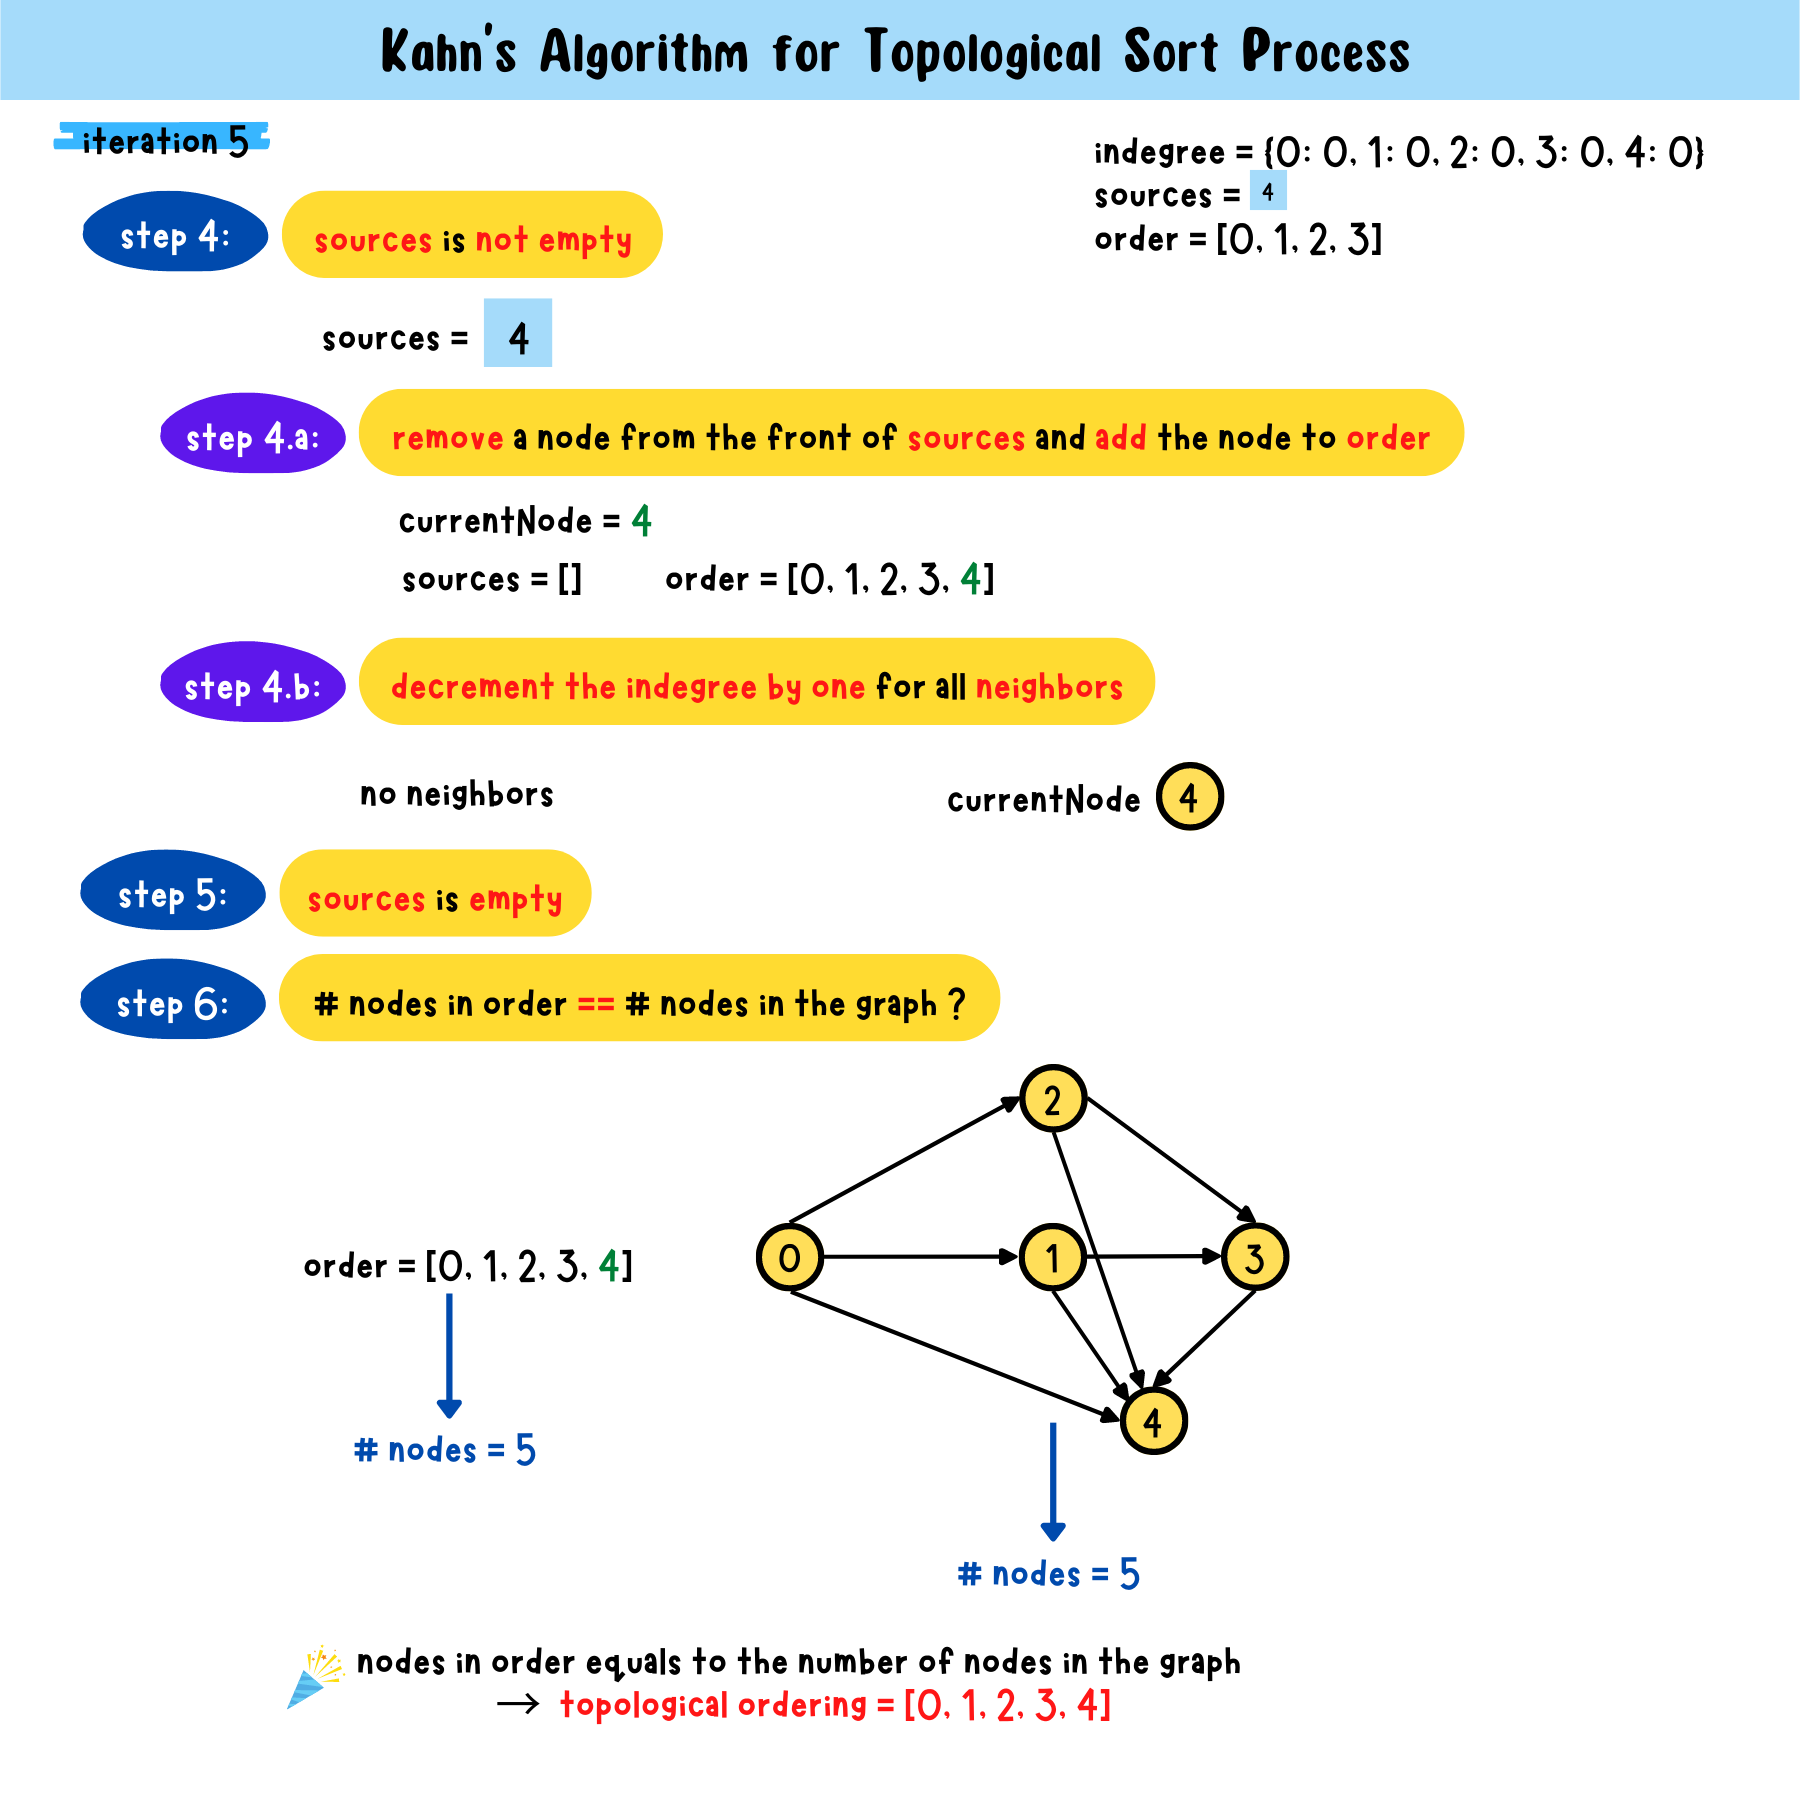 Kahn's Algorithm for Topological Sort Process
iteration 5
indegree = {0: 0, 1: 0, 2: 0, 3: 0, 4: 0}
sources = 4
order = [0, 1, 2, 3]
step 4: sources is not empty
sources = 4
step 4.a: remove a node from the front of sources and add the node to order
currentNode = 4
sources = [] order = [0, 1, 2, 3, 4]
step 4.b: decrement the indegree by one for all neighbors
no neighbors currentNode 4
step 5: sources is empty
step 6: # nodes in order == # nodes in the graph ?
2
order = [0, 1, 2, 3, 4] 0 1 3
4
# nodes = 5
# nodes = 5
nodes in order equals to the number of nodes in the graph
→ topological ordering = [0, 1, 2, 3, 4]